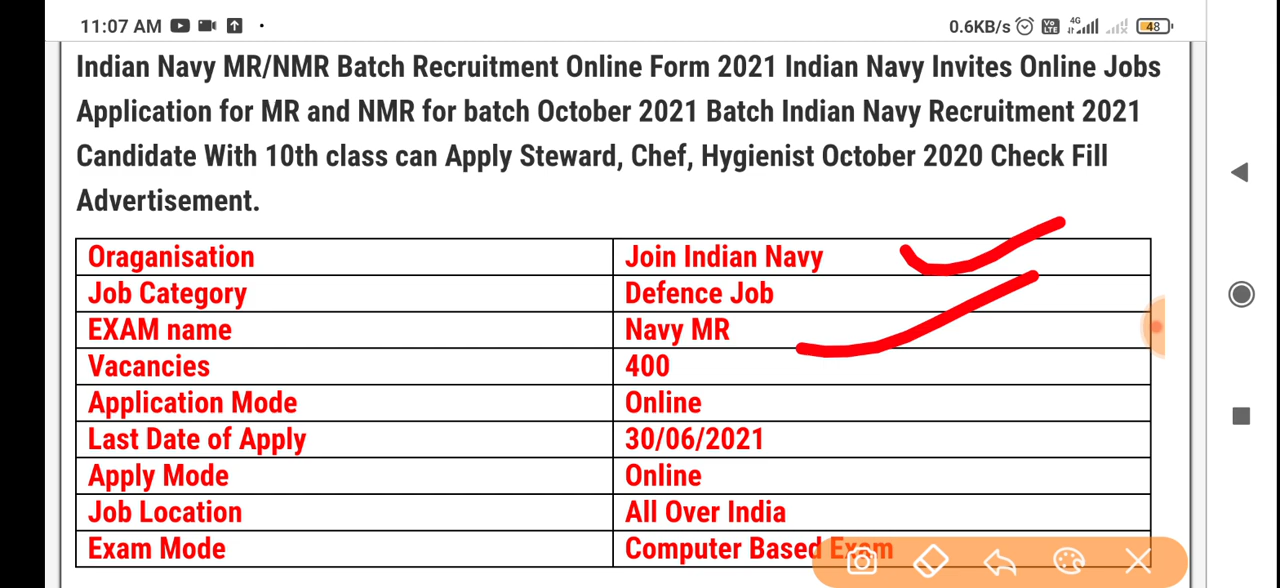 11:07 AM
0.6KB/s Vo LTE 4G 48
Indian Navy MR/NMR Batch Recruitment Online Form 2021 Indian Navy Invites Online Jobs
Application for MR and NMR for batch October 2021 Batch Indian Navy Recruitment 2021
Candidate With 10th class can Apply Steward, Chef, Hygienist October 2020 Check Fill
Advertisement.
Oraganisation Join Indian Navy
Job Category Defence Job
EXAM name Navy MR
Vacancies 400
Application Mode Online
Last Date of Apply 30/06/2021
Apply Mode Online
Job Location All Over India
Exam Mode Computer Based Exam